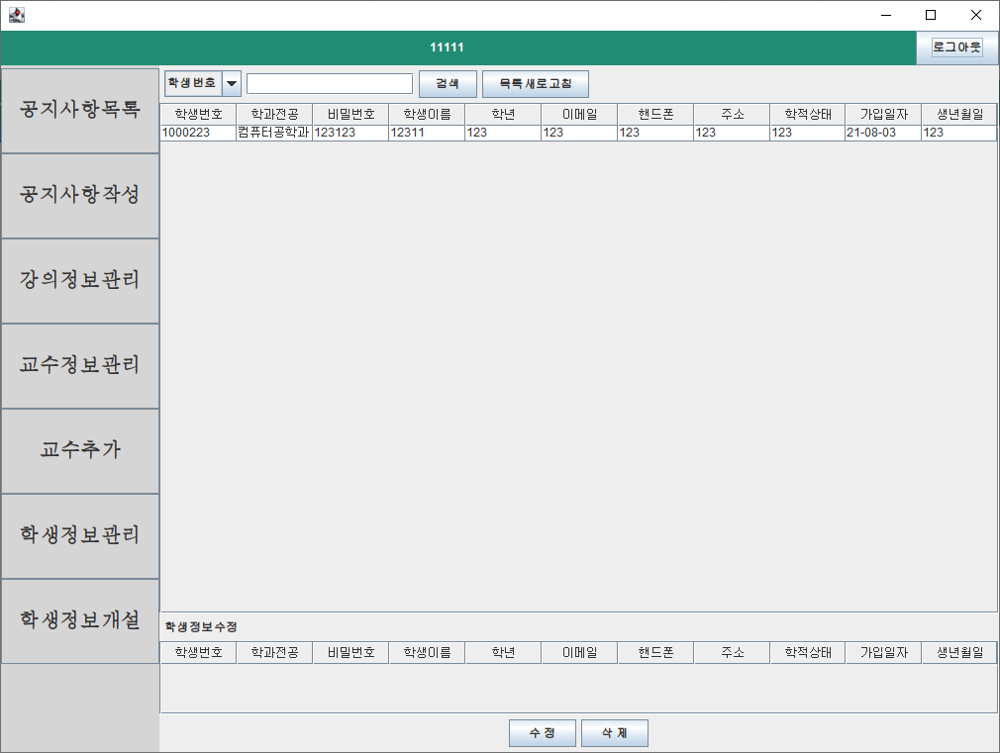 11111
로그아웃
공지사항목록
공지사항작성
강의정보관리
교수정보관리
교수추가
학생정보관리
학생정보개설
학생번호 검색 목록새로고침
학생번호 학과전공 비밀번호 학생이름 학년 이메일 핸드폰 주소 학적상태 가입일자 생년월일
1000223 컴퓨터공학과 123123 12311 123 123 123 123 123 21-08-03 123
학생정보수정
학생번호 학과전공 비밀번호 학생이름 학년 이메일 핸드폰 주소 학적상태 가입일자 생년월일
수 정 삭 제